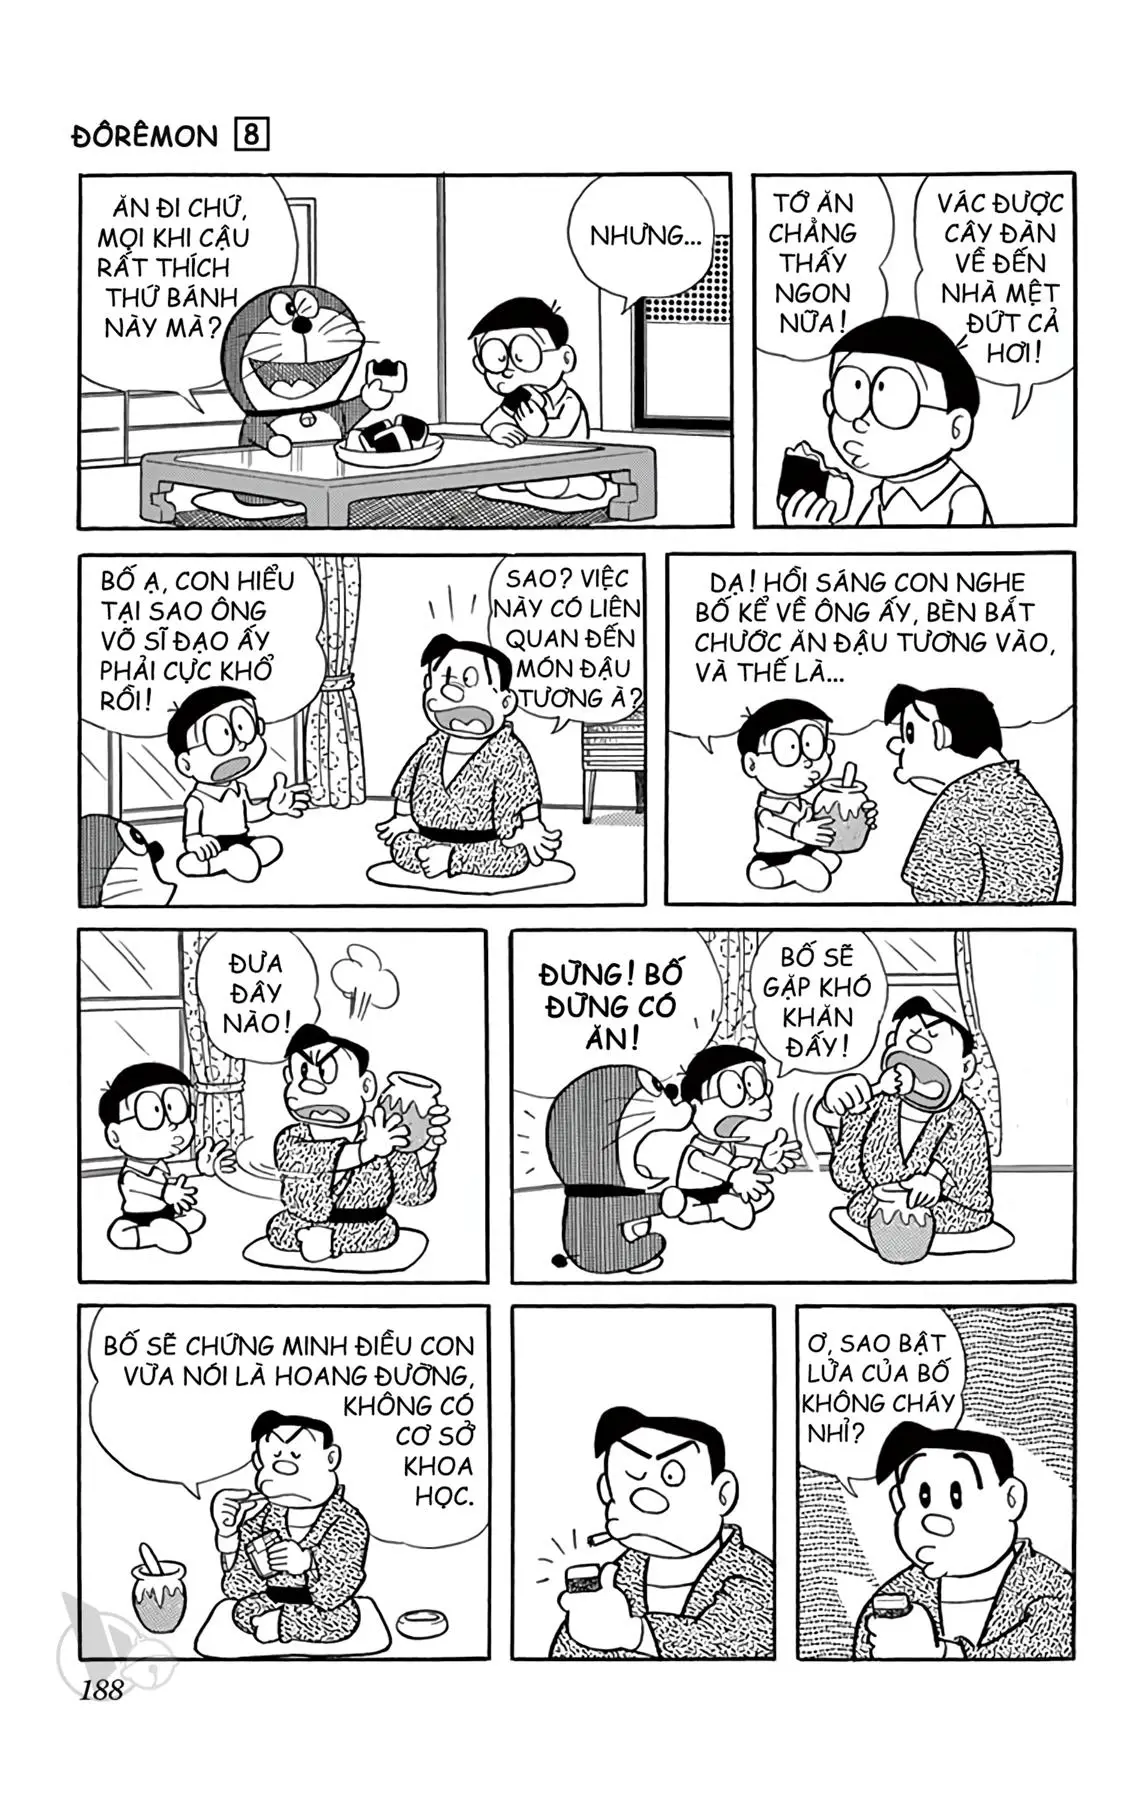 ĐÔRÊMON 8
ĂN ĐI CHỨ,
MỌI KHI CẬU
RẤT THÍCH
THỨ BÁNH
NÀY MÀ?
NHƯNG...
TỚ ĂN
CHẲNG
THẤY
NGON
NỮA!
VÁC ĐƯỢC
CÂY ĐÀN
VỀ ĐẾN
NHÀ MỆT
ĐỨT CẢ
HƠI!
BỐ Ạ, CON HIỂU
TẠI SAO ÔNG
VÕ SĨ ĐẠO ẤY
PHẢI CỰC KHỔ
RỒI!
SAO? VIỆC
NÀY CÓ LIÊN
QUAN ĐẾN
MÓN ĐẬU
TƯƠNG À?
DẠ! HỒI SÁNG CON NGHE
BỐ KỂ VỀ ÔNG ẤY, BÈN BẮT
CHƯỚC ĂN ĐẬU TƯƠNG VÀO,
VÀ THẾ LÀ...
ĐƯA
ĐÂY
NÀO!
ĐỪNG! BỐ
ĐỪNG CÓ
ĂN!
BỐ SẼ
GẶP KHÓ
KHĂN
ĐẤY!
BỐ SẼ CHỨNG MINH ĐIỀU CON
VỪA NÓI LÀ HOANG ĐƯỜNG,
KHÔNG CÓ
CƠ SỞ
KHOA
HỌC.
Ơ, SAO BẬT
LỬA CỦA BỐ
KHÔNG CHÁY
NHỈ?
188